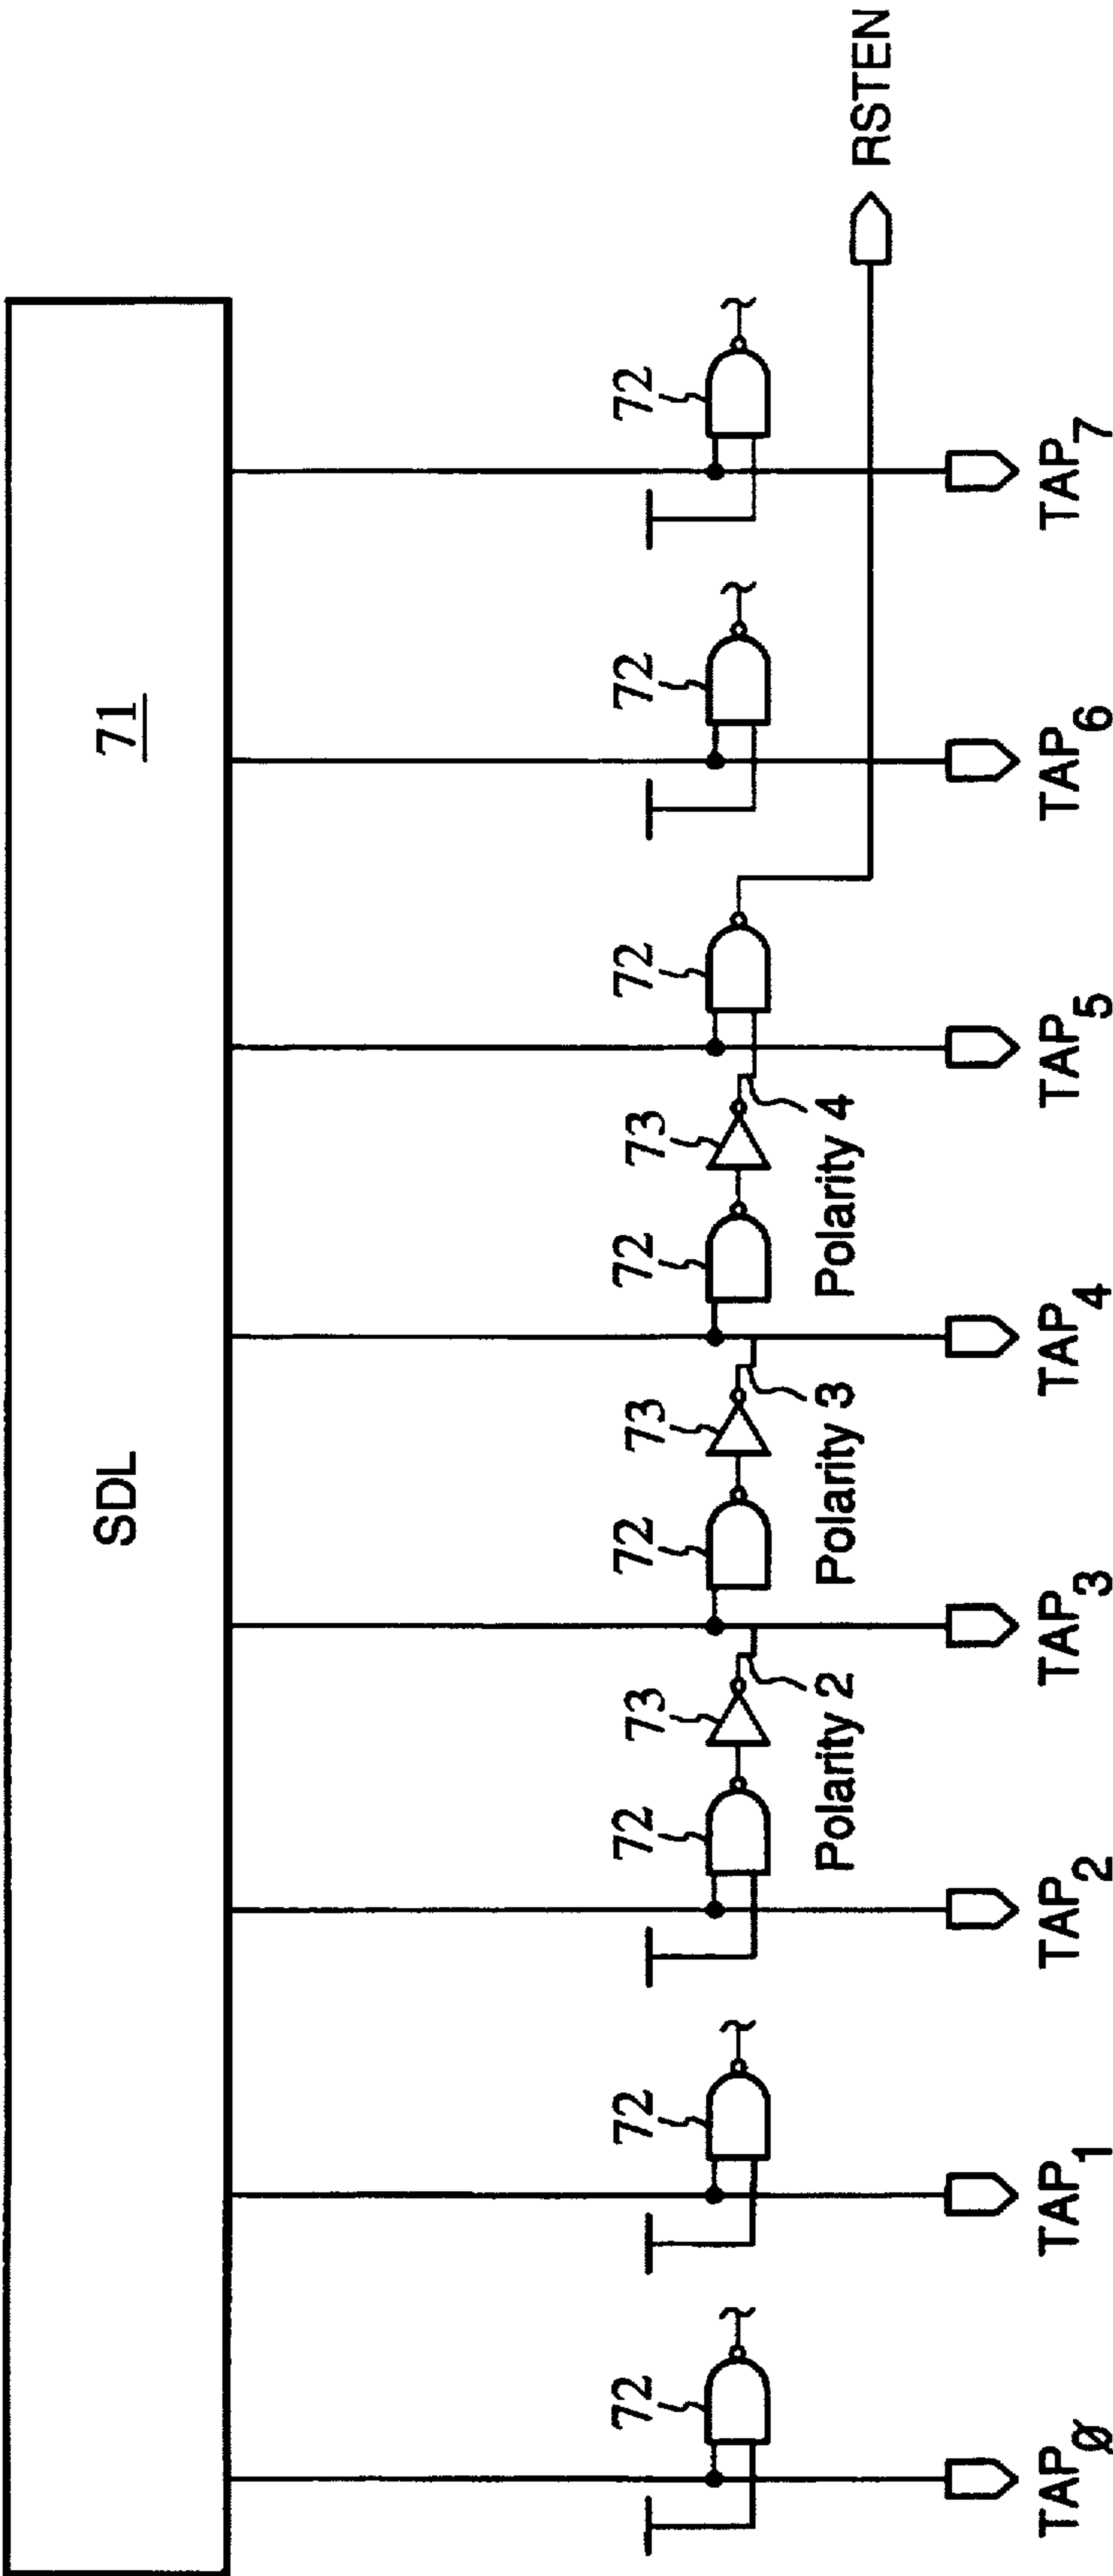 SDL
71
72
72
72
72
72
72
72
72
73
73
73
Polarity 2
Polarity 3
Polarity 4
RSTEN
TAPØ
TAP1
TAP2
TAP3
TAP4
TAP5
TAP6
TAP7